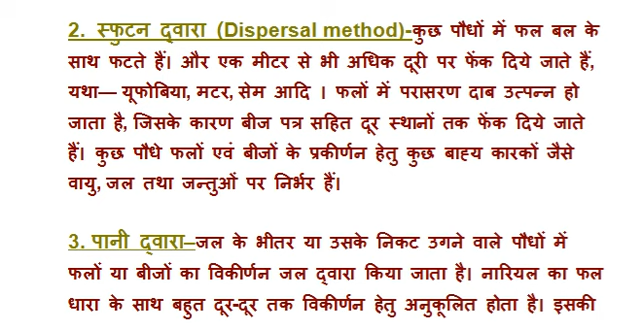 2. स्फुटन द्वारा (Dispersal method)-कुछ पौधों में फल बल के
साथ फटते हैं। और एक मीटर से भी अधिक दूरी पर फेंक दिये जाते हैं,
यथा— यूफोबिया, मटर, सेम आदि । फलों में परासरण दाब उत्पन्न हो
जाता है, जिसके कारण बीज पत्र सहित दूर स्थानों तक फेंक दिये जाते
हैं। कुछ पौधे फलों एवं बीजों के प्रकीर्णन हेतु कुछ बाह्य कारकों जैसे
वायु, जल तथा जन्तुओं पर निर्भर हैं।
3. पानी द्वारा–जल के भीतर या उसके निकट उगने वाले पौधों में
फलों या बीजों का विकीर्णन जल द्वारा किया जाता है। नारियल का फल
धारा के साथ बहुत दूर-दूर तक विकीर्णन हेतु अनुकूलित होता है। इसकी